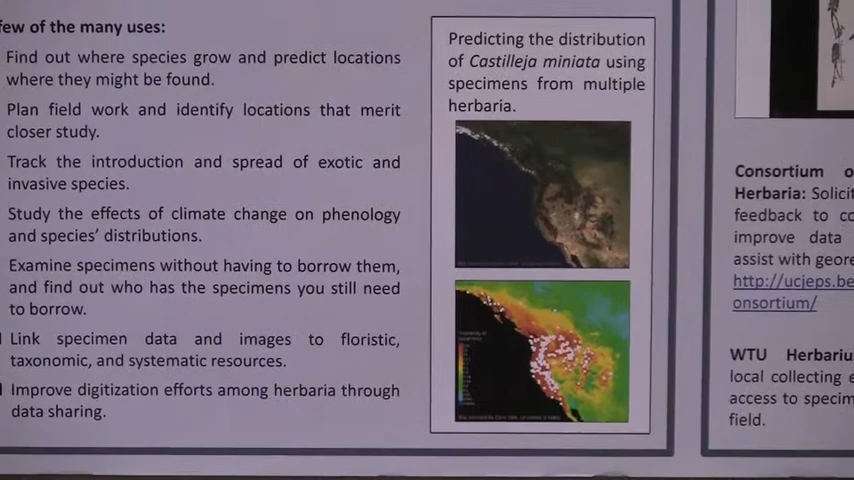 few of the many uses:
Find out where species grow and predict locations
where they might be found.
Plan field work and identify locations that merit
closer study.
Track the introduction and spread of exotic and
invasive species.
Study the effects of climate change on phenology
and species' distributions.
Examine specimens without having to borrow them,
and find out who has the specimens you still need
to borrow.
Link specimen data and images to floristic,
taxonomic, and systematic resources.
Improve digitization efforts among herbaria through
data sharing.
Predicting the distribution
of Castilleja miniata using
specimens from multiple
herbaria.
Consortium o
Herbaria: Solicit
feedback to co
improve data
assist with geore
http://ucjeps.be
onsortium/
WTU Herbariu
local collecting e
access to specim
field.